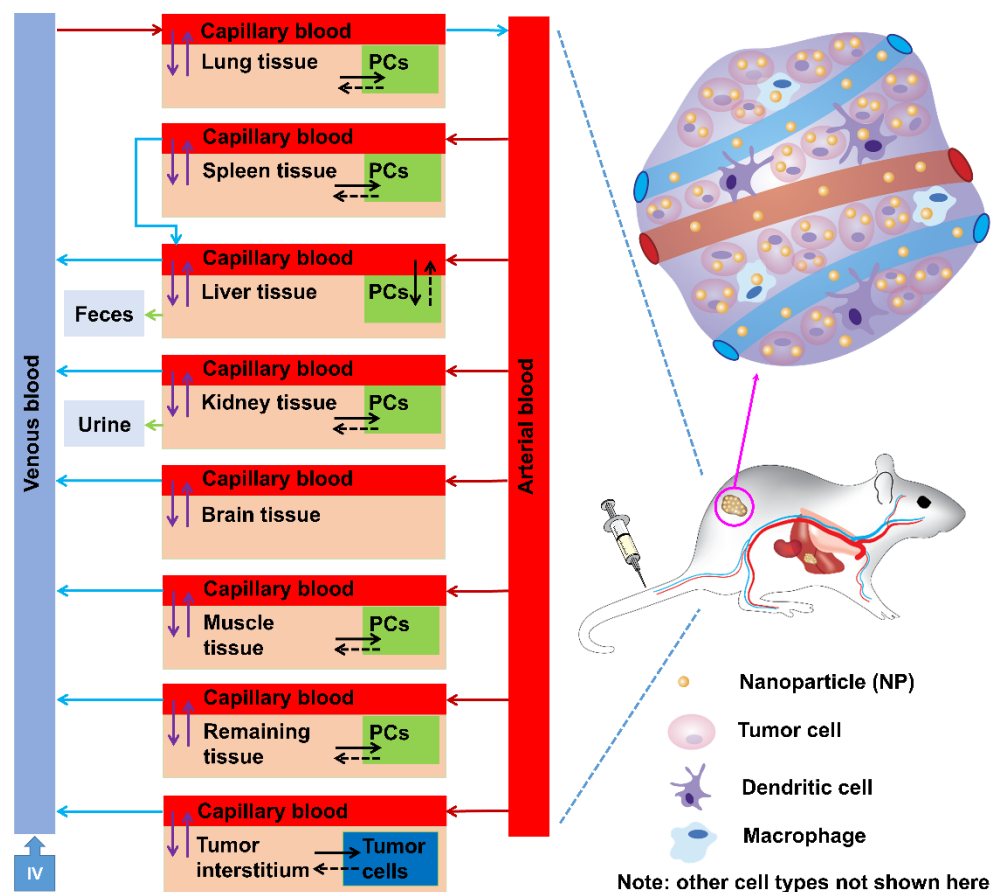 Venous blood
IV
Capillary blood
Lung tissue
PCs
Capillary blood
Spleen tissue
PCs
Capillary blood
Liver tissue
PCs
Feces
Capillary blood
Kidney tissue
PCs
Urine
Capillary blood
Brain tissue
Capillary blood
Muscle
tissue
PCs
Capillary blood
Remaining
tissue
PCs
Capillary blood
Tumor
interstitium
Tumor
cells
Arterial blood
Nanoparticle (NP)
Tumor cell
Dendritic cell
Macrophage
Note: other cell types not shown here